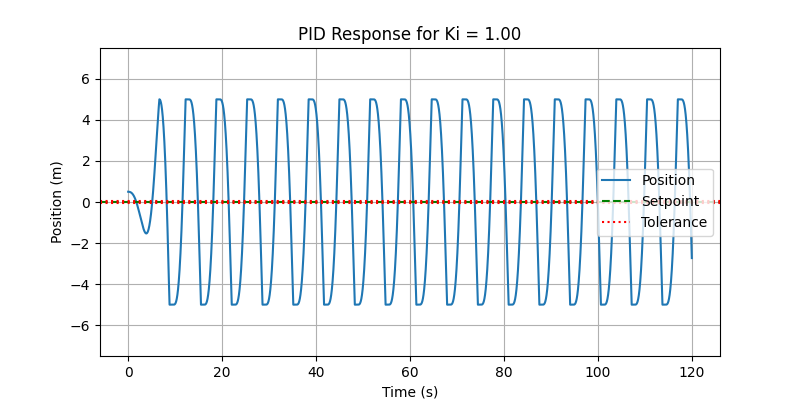 PID Response for Ki = 1.00
Position (m)
6
4
2
0
−2
−4
−6
Position
Setpoint
Tolerance
0 20 40 60 80 100 120
Time (s)